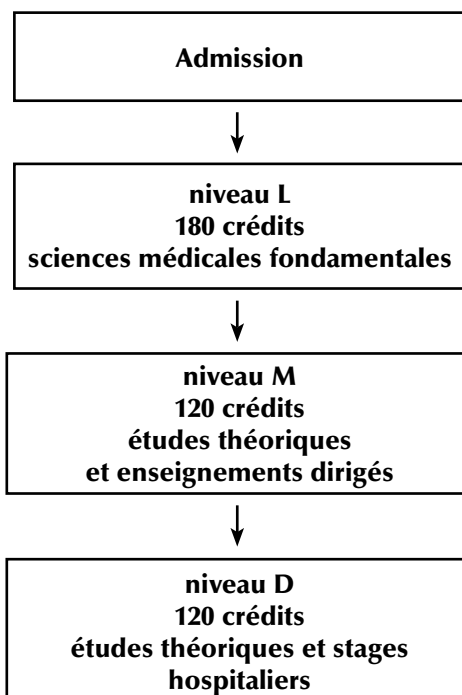 Admission
niveau L
180 crédits
sciences médicales fondamentales
niveau M
120 crédits
études théoriques
et enseignements dirigés
niveau D
120 crédits
études théoriques et stages
hospitaliers